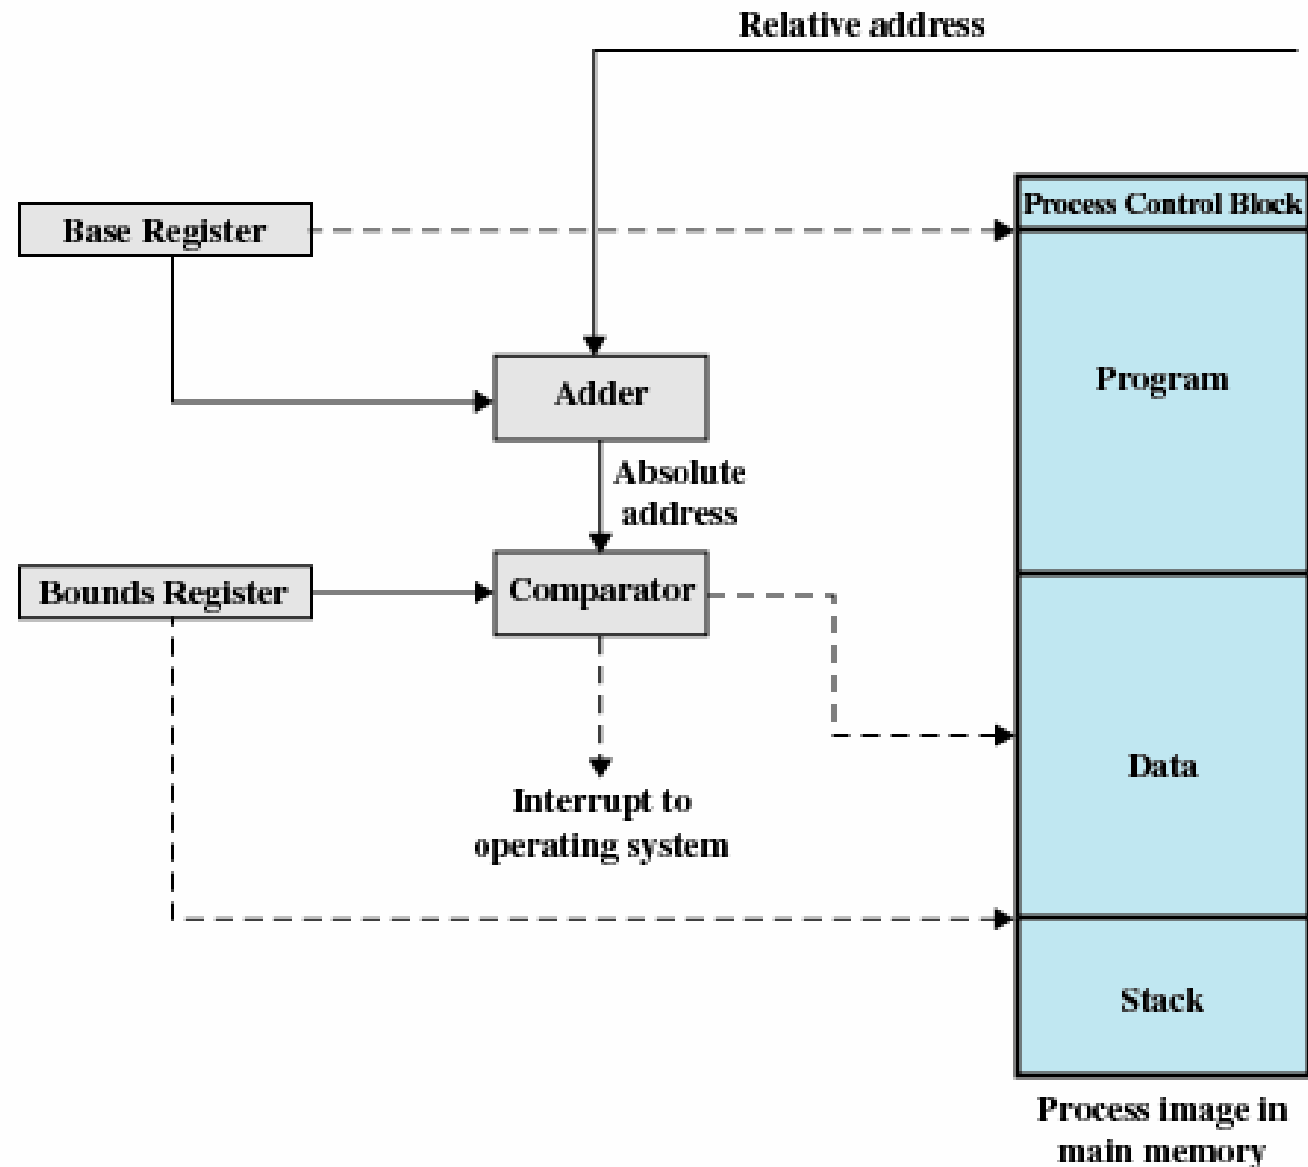 Relative address
Process Control Block
Base Register
Program
Adder
Absolute
address
Bounds Register
Comparator
Data
Interrupt to
operating system
Stack
Process image in
main memory